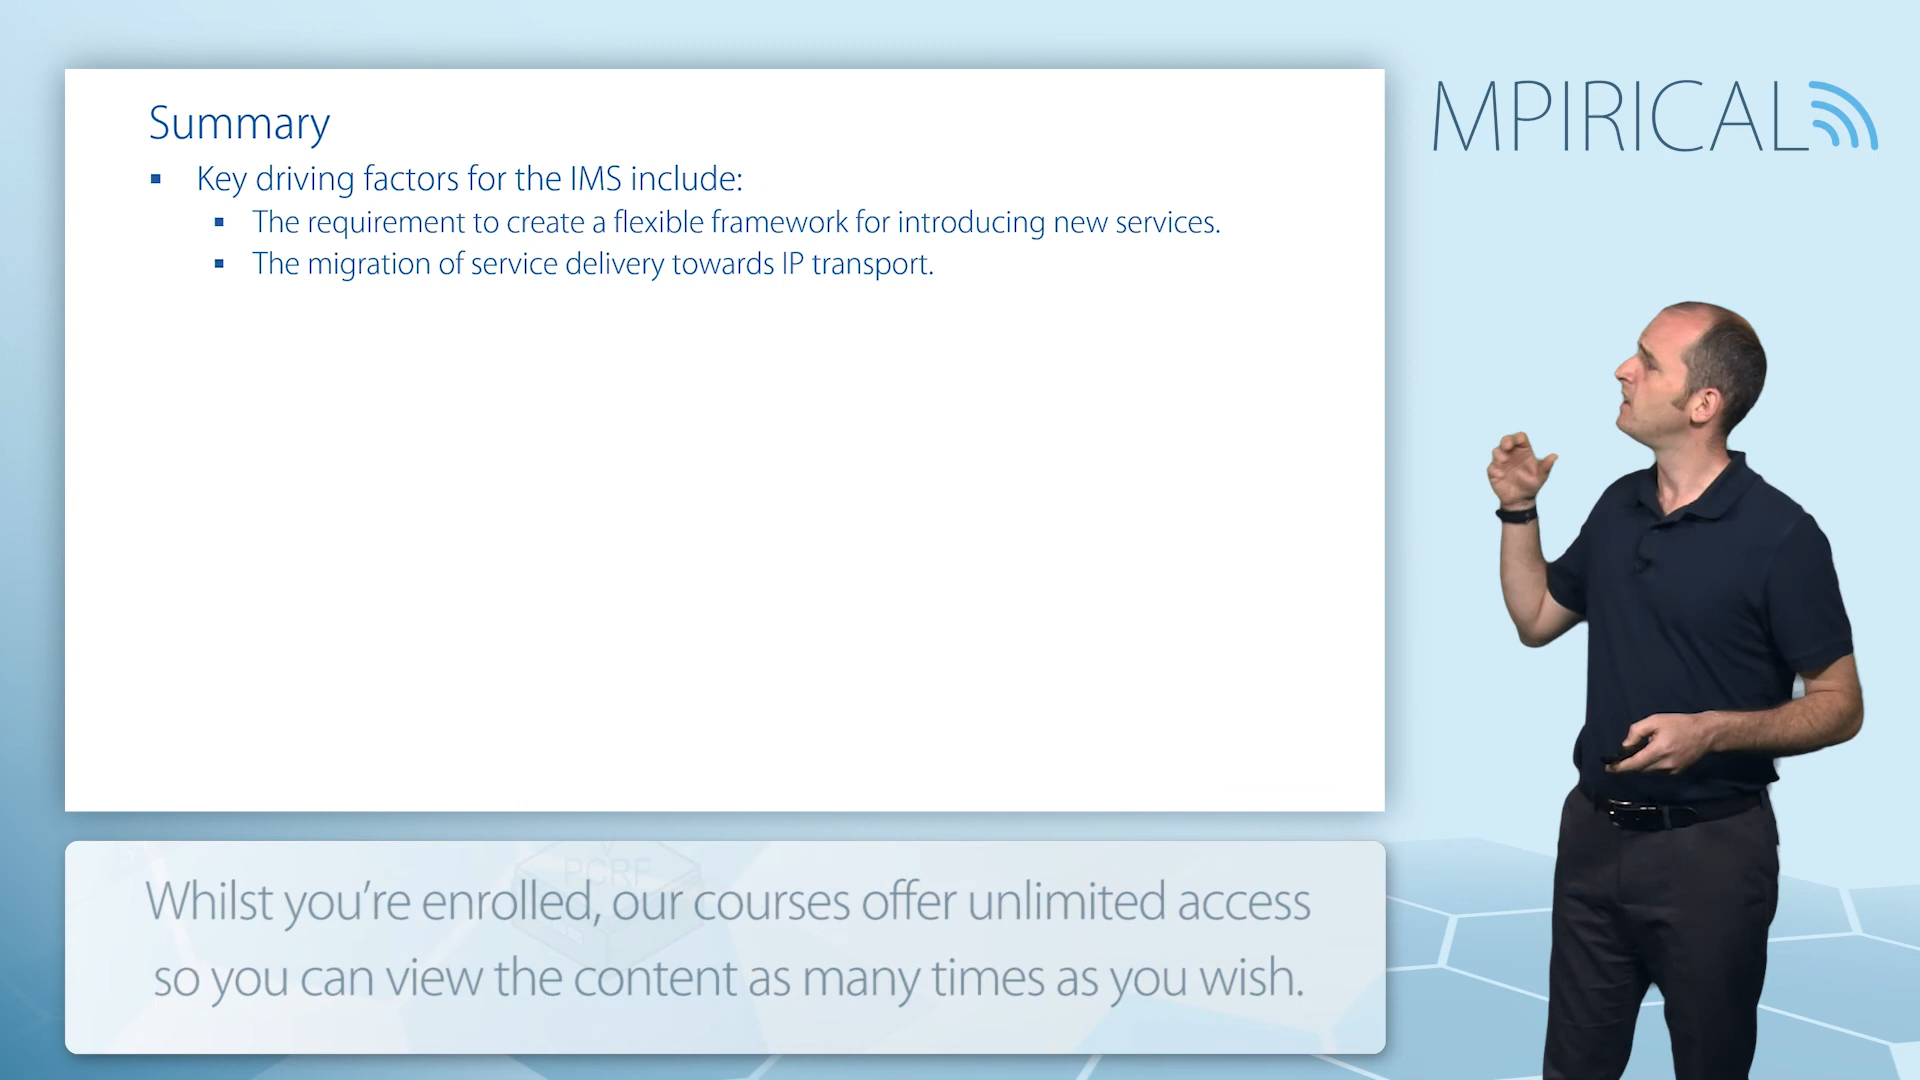 Summary
MPIRICAL
▪ Key driving factors for the IMS include:
▪ The requirement to create a flexible framework for introducing new services.
▪ The migration of service delivery towards IP transport.
PCRF
Whilst you're enrolled, our courses offer unlimited access
so you can view the content as many times as you wish.